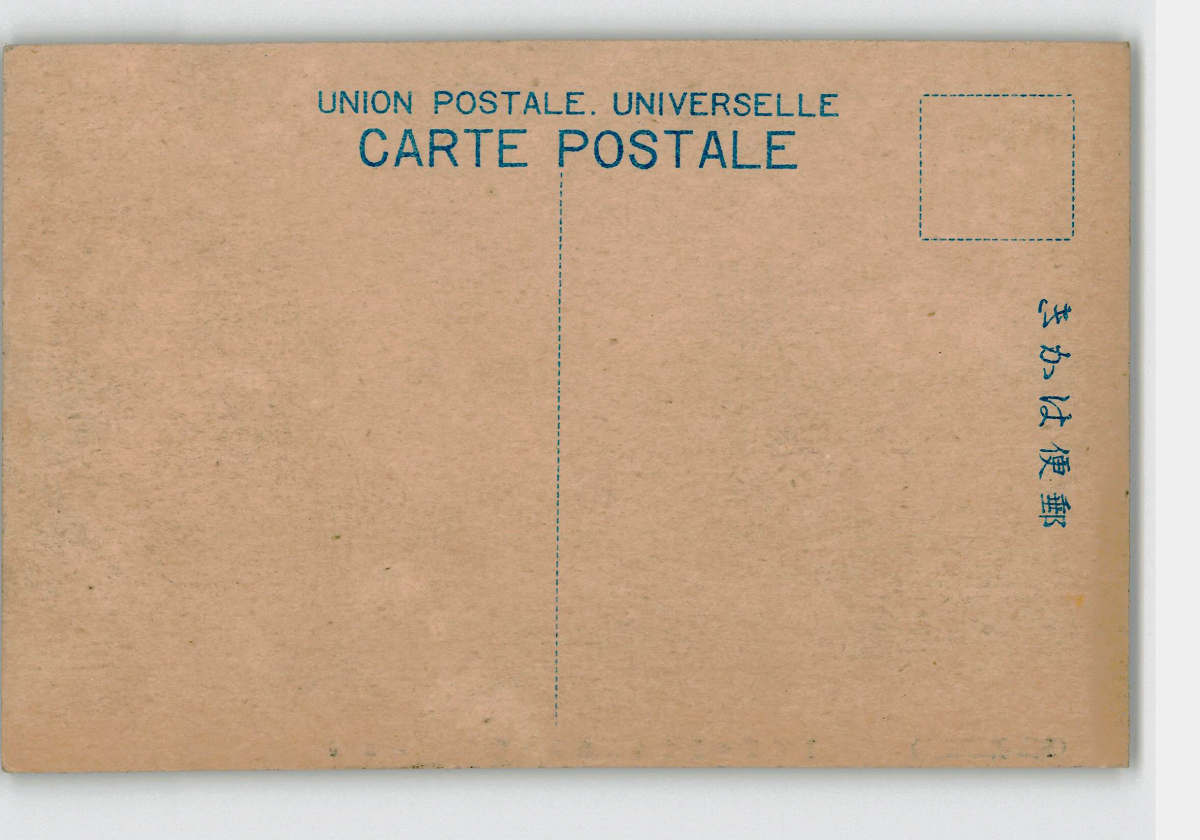 UNION POSTALE. UNIVERSELLE
CARTE POSTALE
郵便はかき